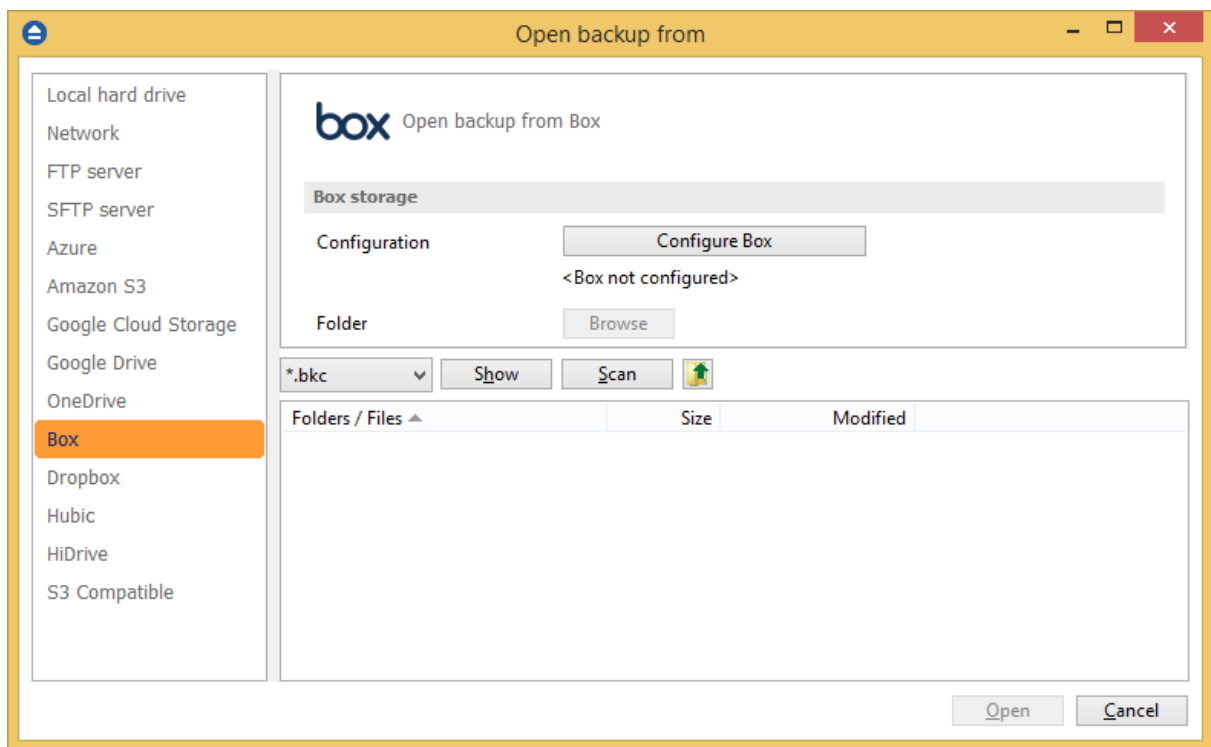 Open backup from
Local hard drive
Network
FTP server
SFTP server
Azure
Amazon S3
Google Cloud Storage
Google Drive
OneDrive
Box
Dropbox
Hubic
HiDrive
S3 Compatible
box Open backup from Box
Box storage
Configuration Configure Box
<Box not configured>
Folder Browse
*.bkc Show Scan
Folders / Files Size Modified
Open Cancel